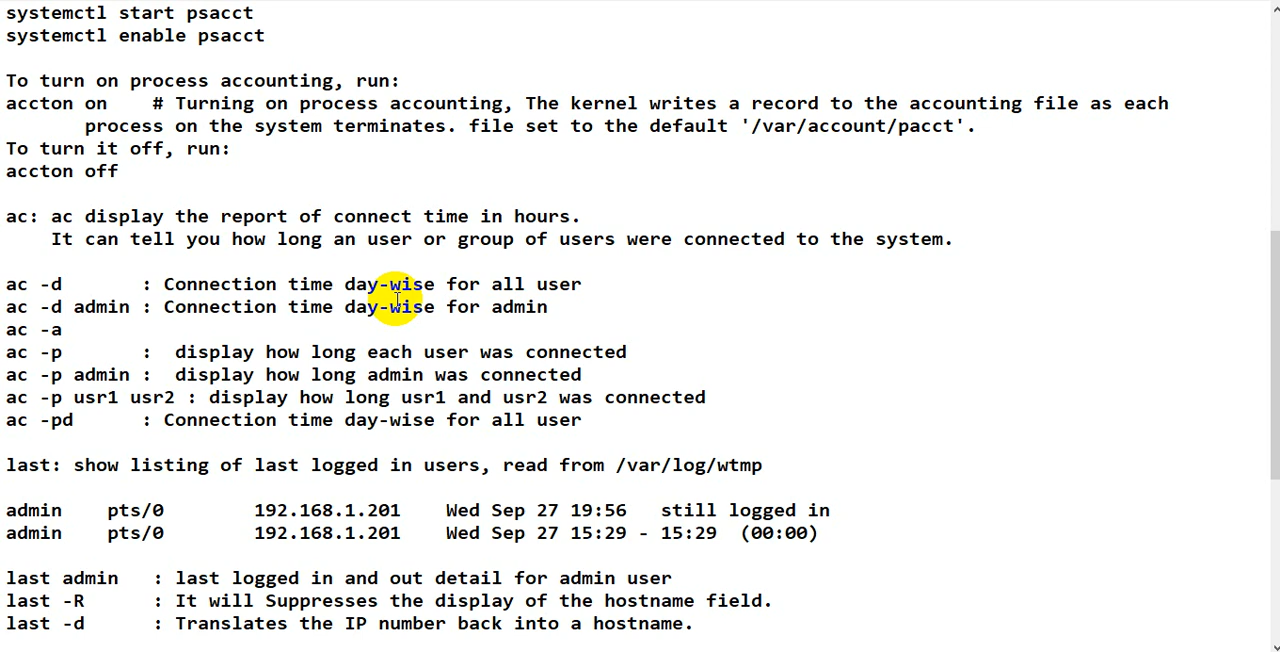 systemctl start psacct
systemctl enable psacct
To turn on process accounting, run:
accton on    # Turning on process accounting, The kernel writes a record to the accounting file as each
process on the system terminates. file set to the default '/var/account/pacct'.
To turn it off, run:
accton off
ac: ac display the report of connect time in hours.
It can tell you how long an user or group of users were connected to the system.
ac -d       : Connection time day-wise for all user
ac -d admin : Connection time day-wise for admin
ac -a
ac -p       :  display how long each user was connected
ac -p admin :  display how long admin was connected
ac -p usr1 usr2 : display how long usr1 and usr2 was connected
ac -pd      : Connection time day-wise for all user
last: show listing of last logged in users, read from /var/log/wtmp
admin    pts/0        192.168.1.201    Wed Sep 27 19:56   still logged in
admin    pts/0        192.168.1.201    Wed Sep 27 15:29 - 15:29  (00:00)
last admin   : last logged in and out detail for admin user
last -R      : It will Suppresses the display of the hostname field.
last -d      : Translates the IP number back into a hostname.